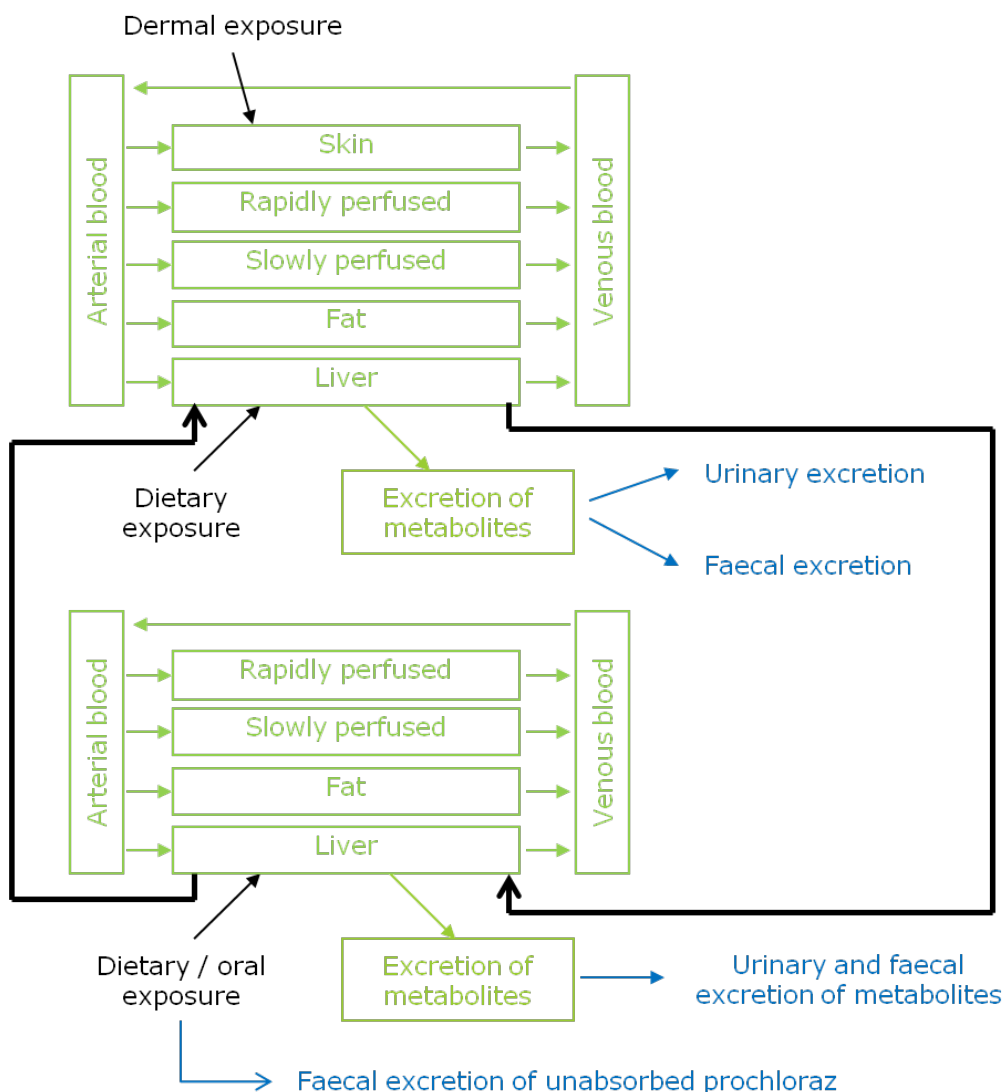 Dermal exposure
Arterial blood
Skin
Rapidly perfused
Slowly perfused
Fat
Liver
Venous blood
Dietary
exposure
Excretion of
metabolites
Urinary excretion
Faecal excretion
Arterial blood
Rapidly perfused
Slowly perfused
Fat
Liver
Venous blood
Dietary / oral
exposure
Excretion of
metabolites
Urinary and faecal
excretion of metabolites
Faecal excretion of unabsorbed prochloraz